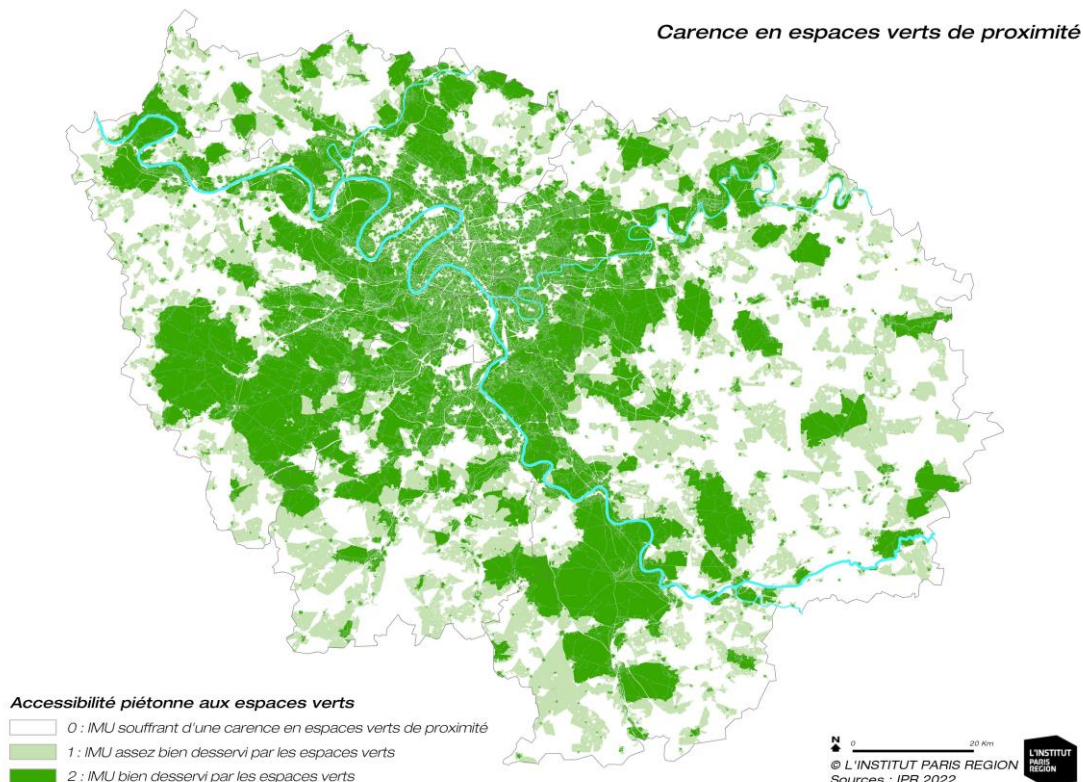 Carence en espaces verts de proximité
Accessibilité piétonne aux espaces verts
0 : IMU souffrant d'une carence en espaces verts de proximité
1 : IMU assez bien desservi par les espaces verts
2 : IMU bien desservi par les espaces verts
N
0 20 Km
© L'INSTITUT PARIS REGION
Sources : IPR 2022
L'INSTITUT
PARIS
REGION